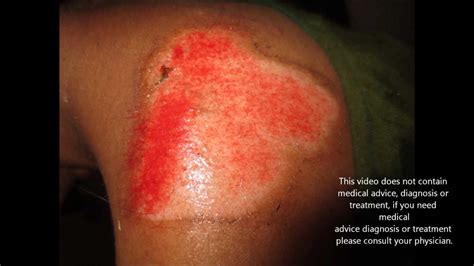 This video does not contain
medical advice, diagnosis or
treatment, if you need
medical
advice diagnosis or treatment
please consult your physician.